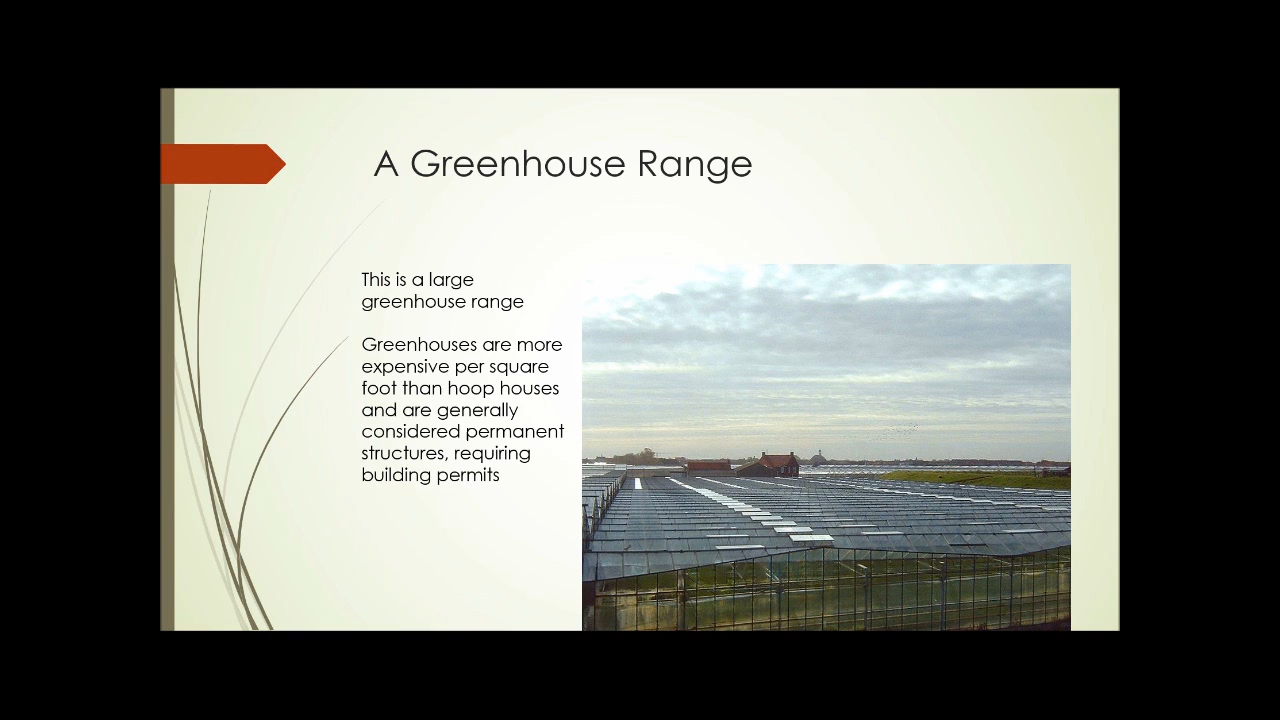 A Greenhouse Range
This is a large
greenhouse range
Greenhouses are more
expensive per square
foot than hoop houses
and are generally
considered permanent
structures, requiring
building permits